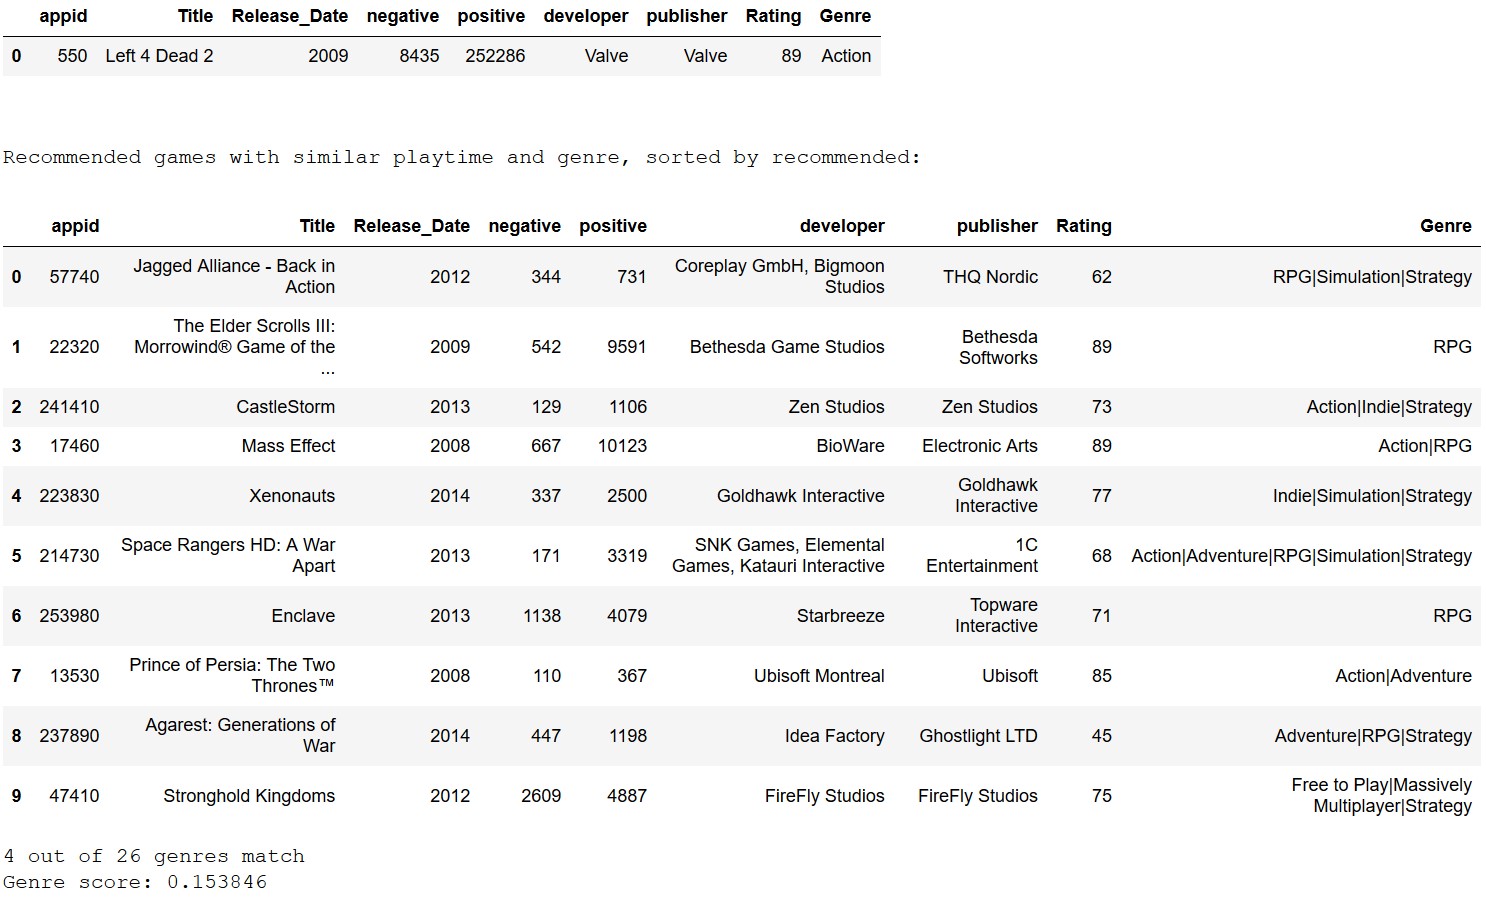 appid Title Release_Date negative positive developer publisher Rating Genre
0 550 Left 4 Dead 2 2009 8435 252286 Valve Valve 89 Action
Recommended games with similar playtime and genre, sorted by recommended:
appid Title Release_Date negative positive developer publisher Rating Genre
0 57740 Jagged Alliance - Back in Action 2012 344 731 Coreplay GmbH, Bigmoon Studios THQ Nordic 62 RPG|Simulation|Strategy
1 22320 The Elder Scrolls III: Morrowind® Game of the ... 2009 542 9591 Bethesda Game Studios Bethesda Softworks 89 RPG
2 241410 CastleStorm 2013 129 1106 Zen Studios Zen Studios 73 Action|Indie|Strategy
3 17460 Mass Effect 2008 667 10123 BioWare Electronic Arts 89 Action|RPG
4 223830 Xenonauts 2014 337 2500 Goldhawk Interactive Goldhawk Interactive 77 Indie|Simulation|Strategy
5 214730 Space Rangers HD: A War Apart 2013 171 3319 SNK Games, Elemental Games, Katauri Interactive 1C Entertainment 68 Action|Adventure|RPG|Simulation|Strategy
6 253980 Enclave 2013 1138 4079 Starbreeze Topware Interactive 71 RPG
7 13530 Prince of Persia: The Two Thrones™ 2008 110 367 Ubisoft Montreal Ubisoft 85 Action|Adventure
8 237890 Agarest: Generations of War 2014 447 1198 Idea Factory Ghostlight LTD 45 Adventure|RPG|Strategy
9 47410 Stronghold Kingdoms 2012 2609 4887 FireFly Studios FireFly Studios 75 Free to Play|Massively Multiplayer|Strategy
4 out of 26 genres match
Genre score: 0.153846